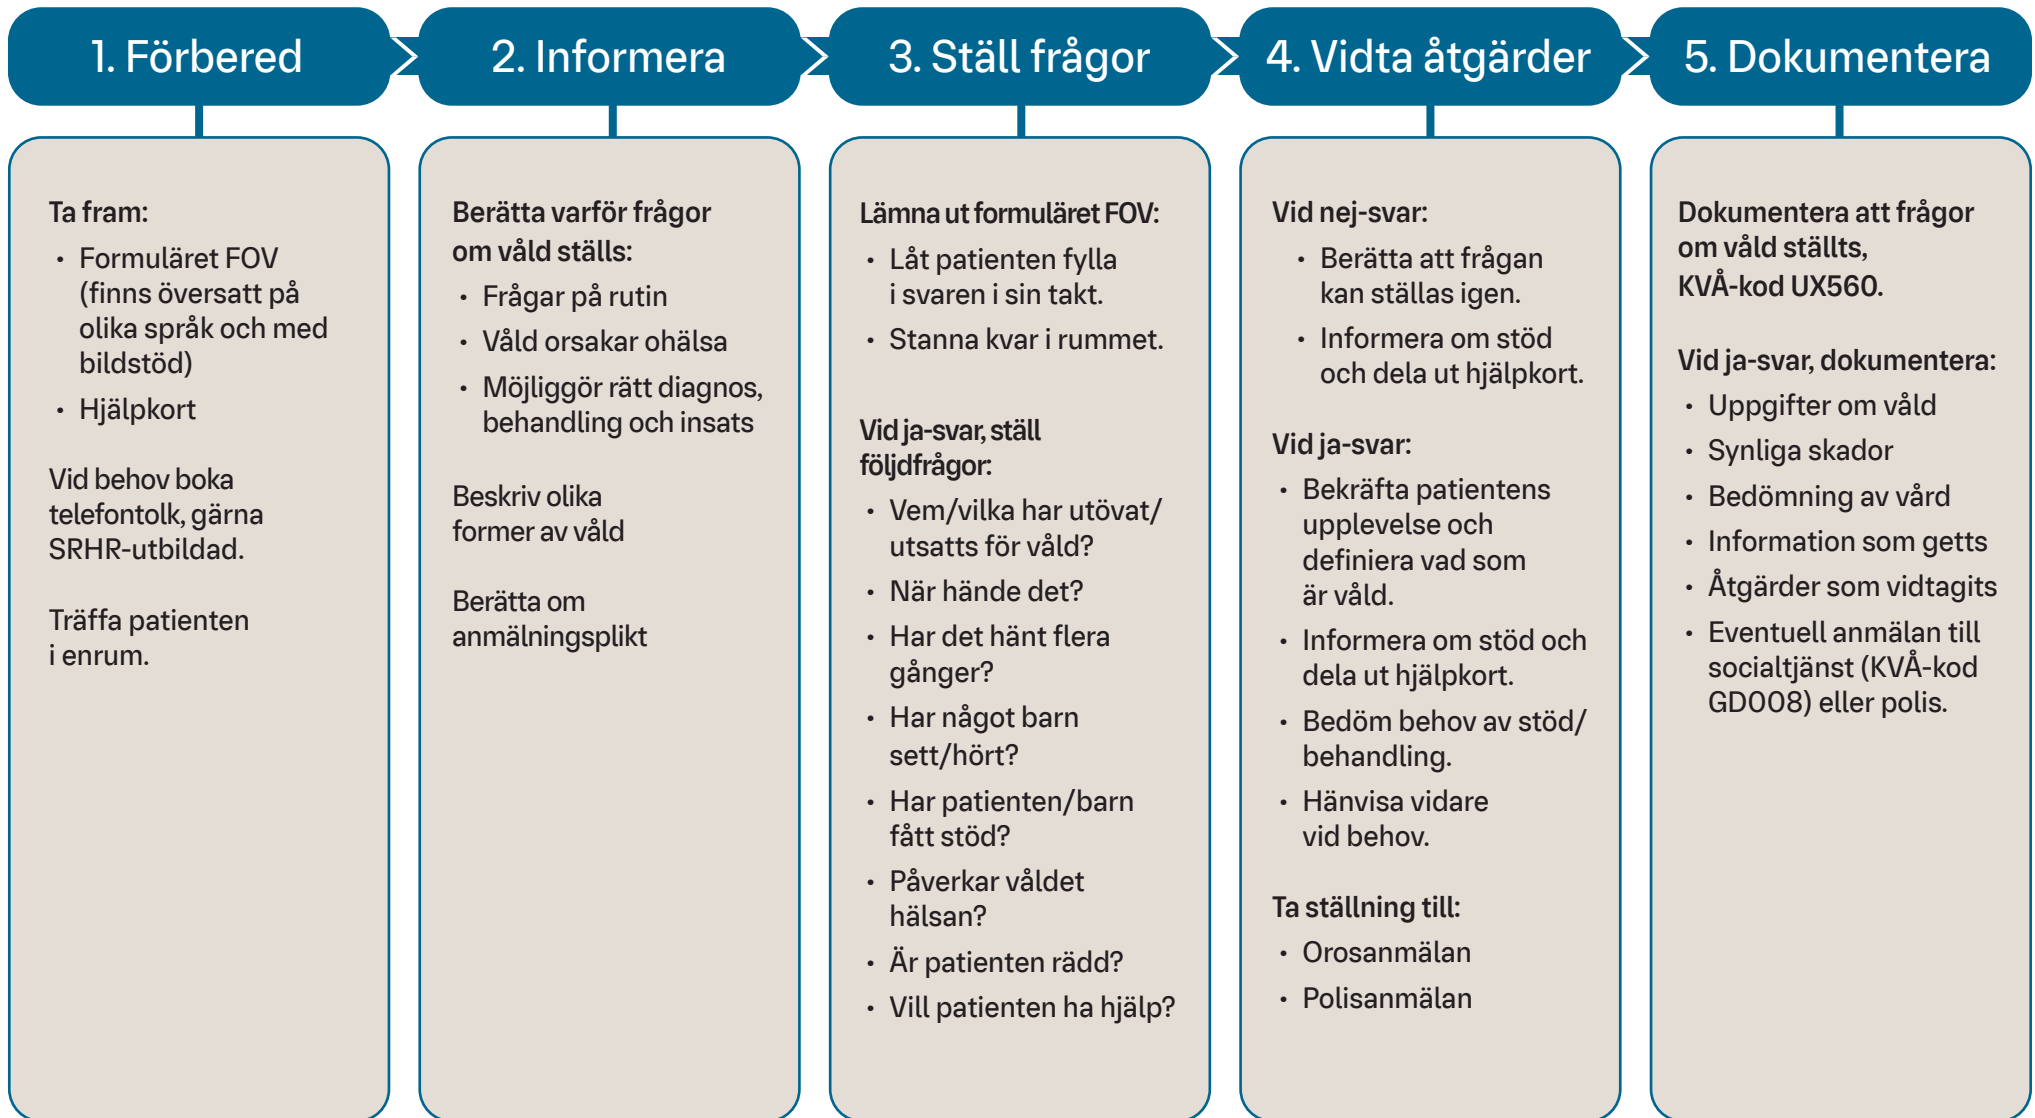 1. Förbered
2. Informera
3. Ställ frågor
4. Vidta åtgärder
5. Dokumentera
Ta fram:
• Formuläret FOV
(finns översatt på
olika språk och med
bildstöd)
• Hjälpkort
Vid behov boka
telefontolk, gärna
SRHR-utbildad.
Träffa patienten
i enrum.
Berätta varför frågor
om våld ställs:
• Frågar på rutin
• Våld orsakar ohälsa
• Möjliggör rätt diagnos,
behandling och insats
Beskriv olika
former av våld
Berätta om
anmälningsplikt
Lämna ut formuläret FOV:
• Låt patienten fylla
i svaren i sin takt.
• Stanna kvar i rummet.
Vid ja-svar, ställ
följdfrågor:
• Vem/vilka har utövat/
utsatts för våld?
• När hände det?
• Har det hänt flera
gånger?
• Har något barn
sett/hört?
• Har patienten/barn
fått stöd?
• Påverkar våldet
hälsan?
• Är patienten rädd?
• Vill patienten ha hjälp?
Vid nej-svar:
• Berätta att frågan
kan ställas igen.
• Informera om stöd
och dela ut hjälpkort.
Vid ja-svar:
• Bekräfta patientens
upplevelse och
definiera vad som
är våld.
• Informera om stöd och
dela ut hjälpkort.
• Bedöm behov av stöd/
behandling.
• Hänvisa vidare
vid behov.
Ta ställning till:
• Orosanmälan
• Polisanmälan
Dokumentera att frågor
om våld ställts,
KVÅ-kod UX560.
Vid ja-svar, dokumentera:
• Uppgifter om våld
• Synliga skador
• Bedömning av vård
• Information som getts
• Åtgärder som vidtagits
• Eventuell anmälan till
socialtjänst (KVÅ-kod
GD008) eller polis.